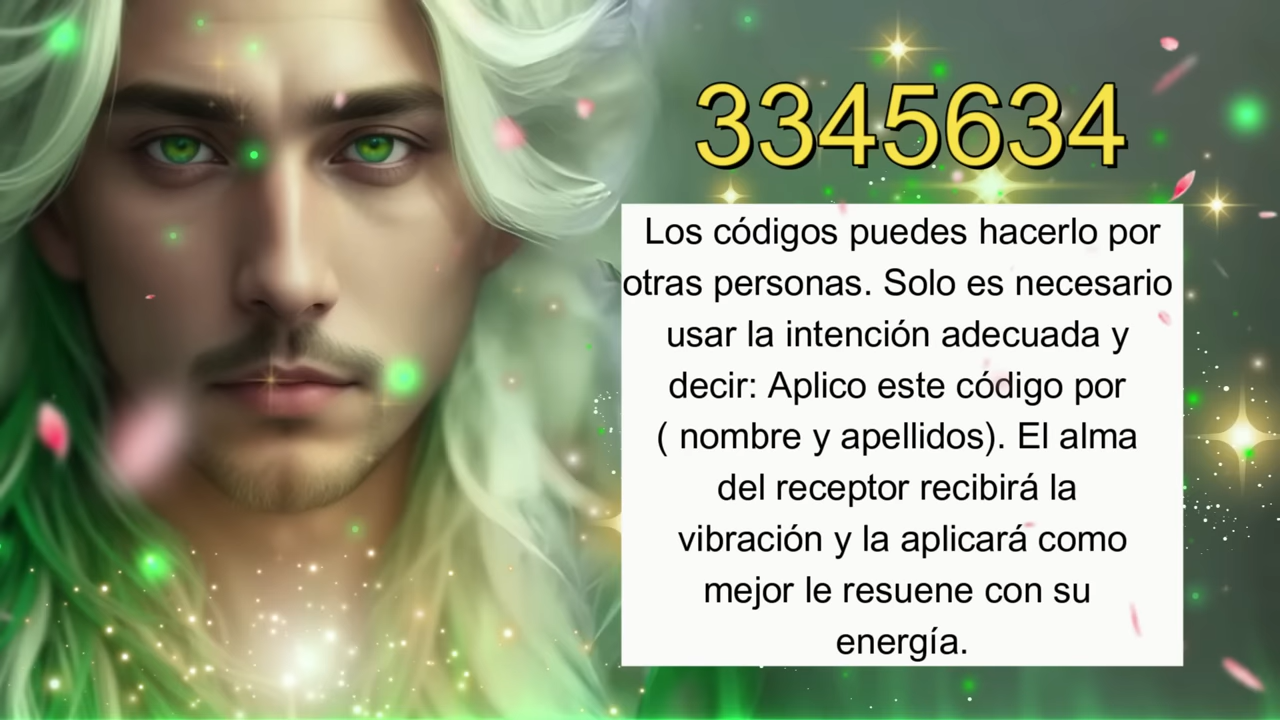 3345634
Los códigos puedes hacerlo por
otras personas. Solo es necesario
usar la intención adecuada y
decir: Aplico este código por
( nombre y apellidos). El alma
del receptor recibirá la
vibración y la aplicará como
mejor le resuene con su
energía.